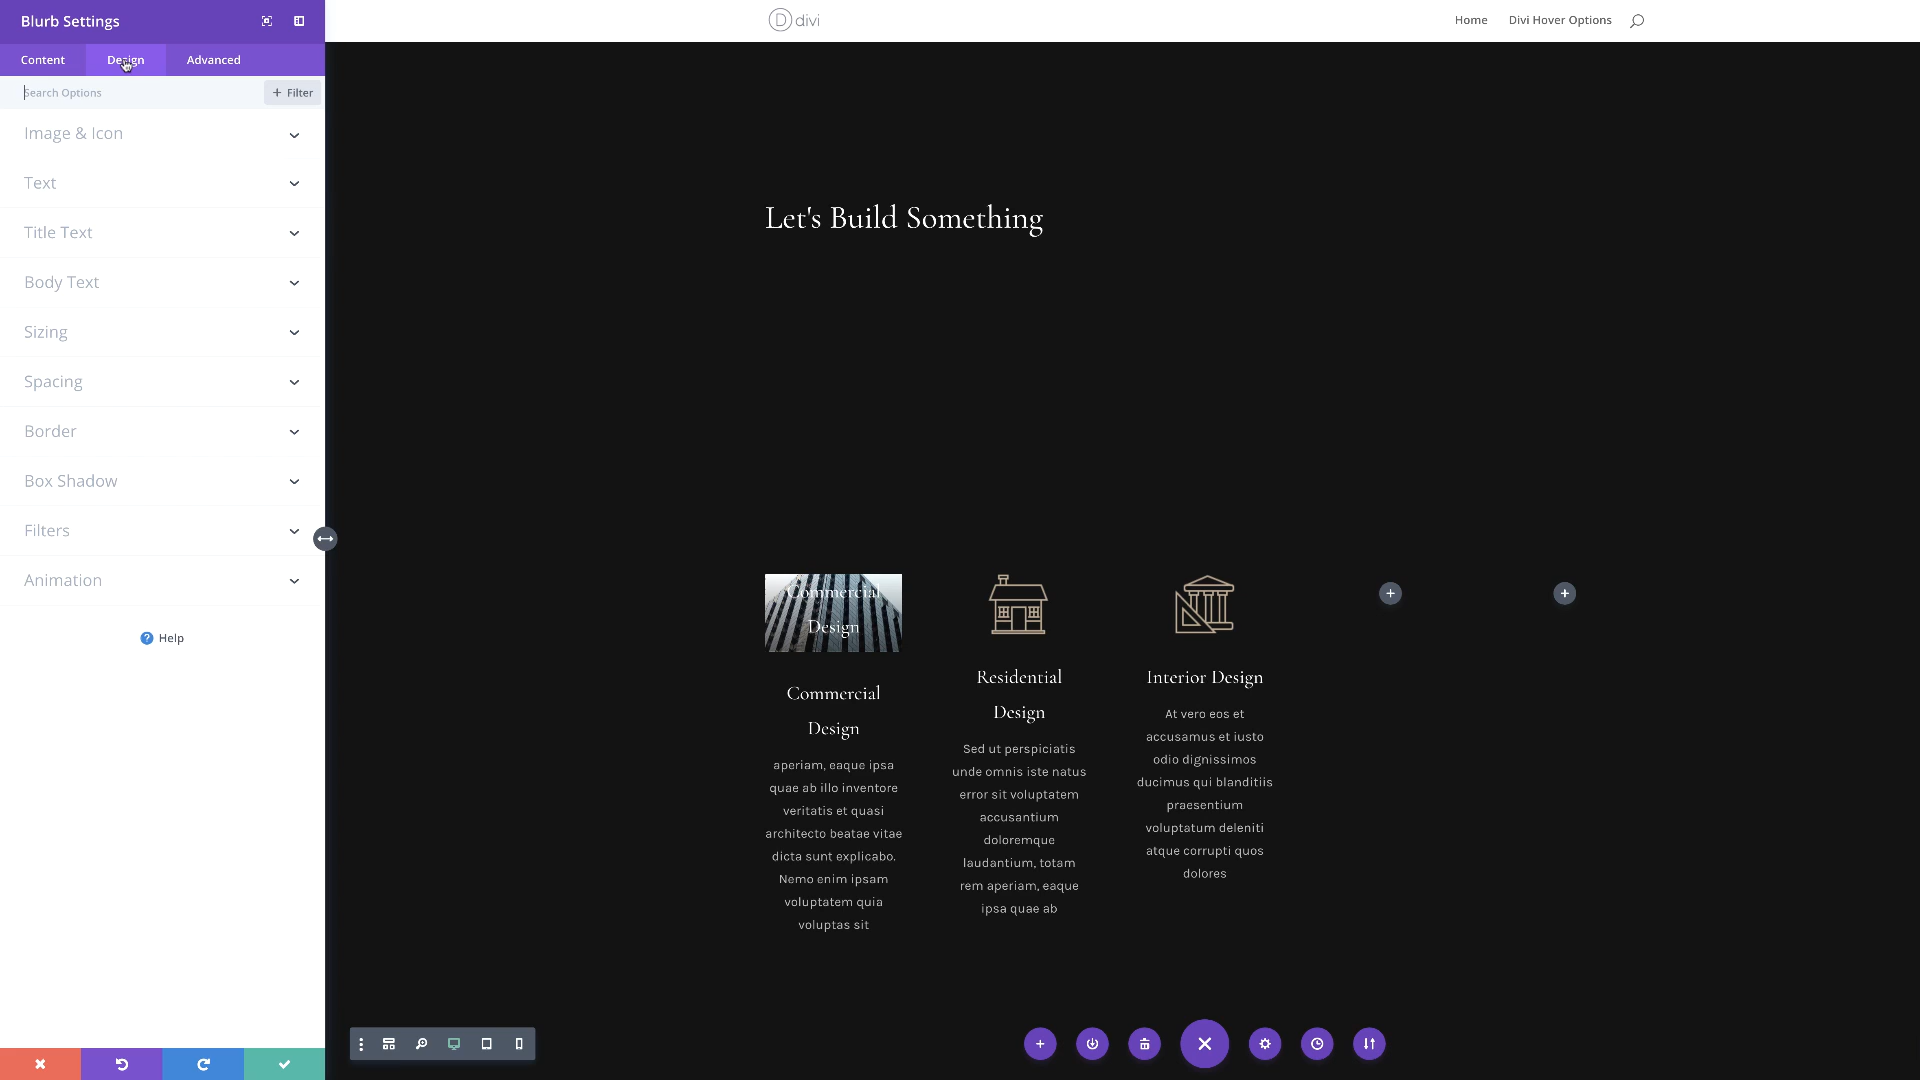 Blurb Settings
Content
Design
Advanced
Search Options
+ Filter
Image & Icon
Text
Title Text
Body Text
Sizing
Spacing
Border
Box Shadow
Filters
Animation
? Help
D divi
Home
Divi Hover Options
Let's Build Something
Commercial
Design
Commercial
Design
aperiam, eaque ipsa
quae ab illo inventore
veritatis et quasi
architecto beatae vitae
dicta sunt explicabo.
Nemo enim ipsam
voluptatem quia
voluptas sit
Residential
Design
Sed ut perspiciatis
unde omnis iste natus
error sit voluptatem
accusantium
doloremque
laudantium, totam
rem aperiam, eaque
ipsa quae ab
Interior Design
At vero eos et
accusamus et iusto
odio dignissimos
ducimus qui blanditiis
praesentium
voluptatum deleniti
atque corrupti quos
dolores